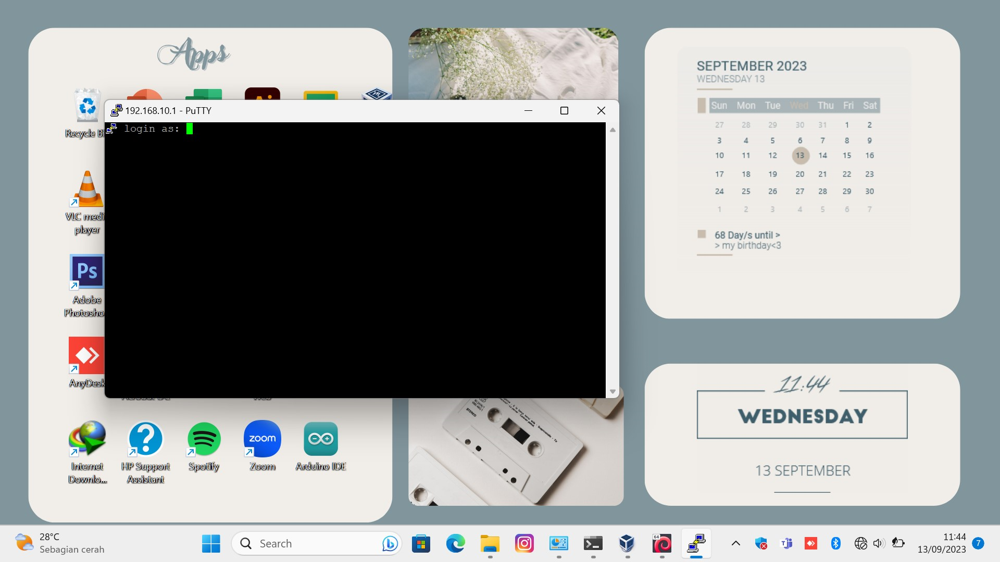 Apps
Recycle B
VLC medi
player
Ps
Adobe
Photosho
AnyDesk
192.168.10.1 - PuTTY
login as:
Internet
Downlo...
HP Support
Assistant
Spotify
zoom
Zoom
Arduino IDE
STEREO
SEPTEMBER 2023
WEDNESDAY 13
Sun Mon Tue Wed Thu Fri Sat
27 28 29 30 31 1 2
3 4 5 6 7 8 9
10 11 12 13 14 15 16
17 18 19 20 21 22 23
24 25 26 27 28 29 30
1 2 3 4 5 6 7
68 Day/s until >
> my birthday<3
11:44
WEDNESDAY
13 SEPTEMBER
28°C
Sebagian cerah
Search
64
11:44
13/09/2023
7